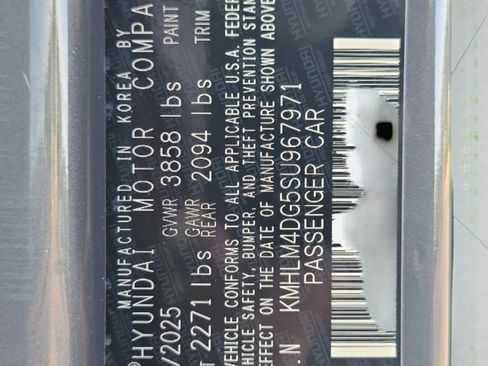 MANUFACTURED IN KOREA BY
HYUNDAI MOTOR COMPA
/2025 GVWR 3858 lbs PAINT
GAWR
T 2271 lbs REAR 2094 lbs TRIM
VEHICLE CONFORMS TO ALL APPLICABLE U.S.A. FEDER
VEHICLE SAFETY, BUMPER, AND THEFT PREVENTION STAN
EFFECT ON THE DATE OF MANUFACTURE SHOWN ABOVE
.N KMHLM4DG5SU967971
PASSENGER CAR